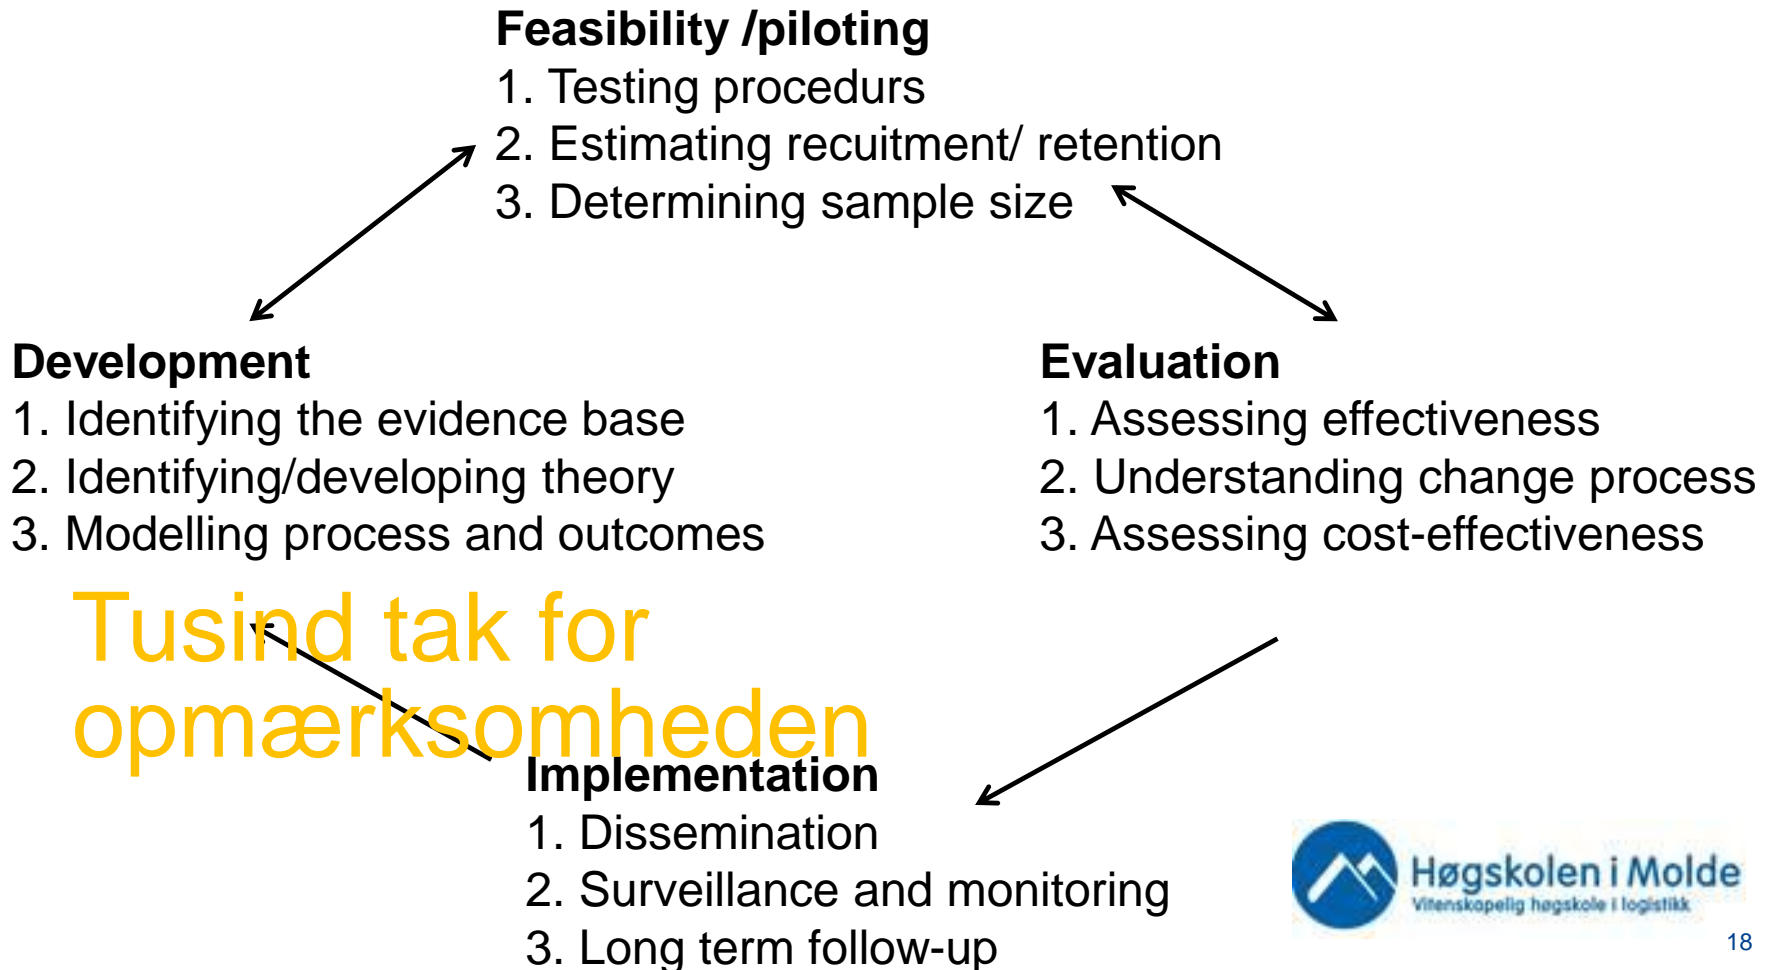 Feasibility /piloting
1. Testing procedurs
2. Estimating recuitment/ retention
3. Determining sample size
Development
1. Identifying the evidence base
2. Identifying/developing theory
3. Modelling process and outcomes
Evaluation
1. Assessing effectiveness
2. Understanding change process
3. Assessing cost-effectiveness
Tusind tak for
opmærksomheden
Implementation
1. Dissemination
2. Surveillance and monitoring
3. Long term follow-up
Høgskolen i Molde
Vitenskapelig høgskole i logistikk
18